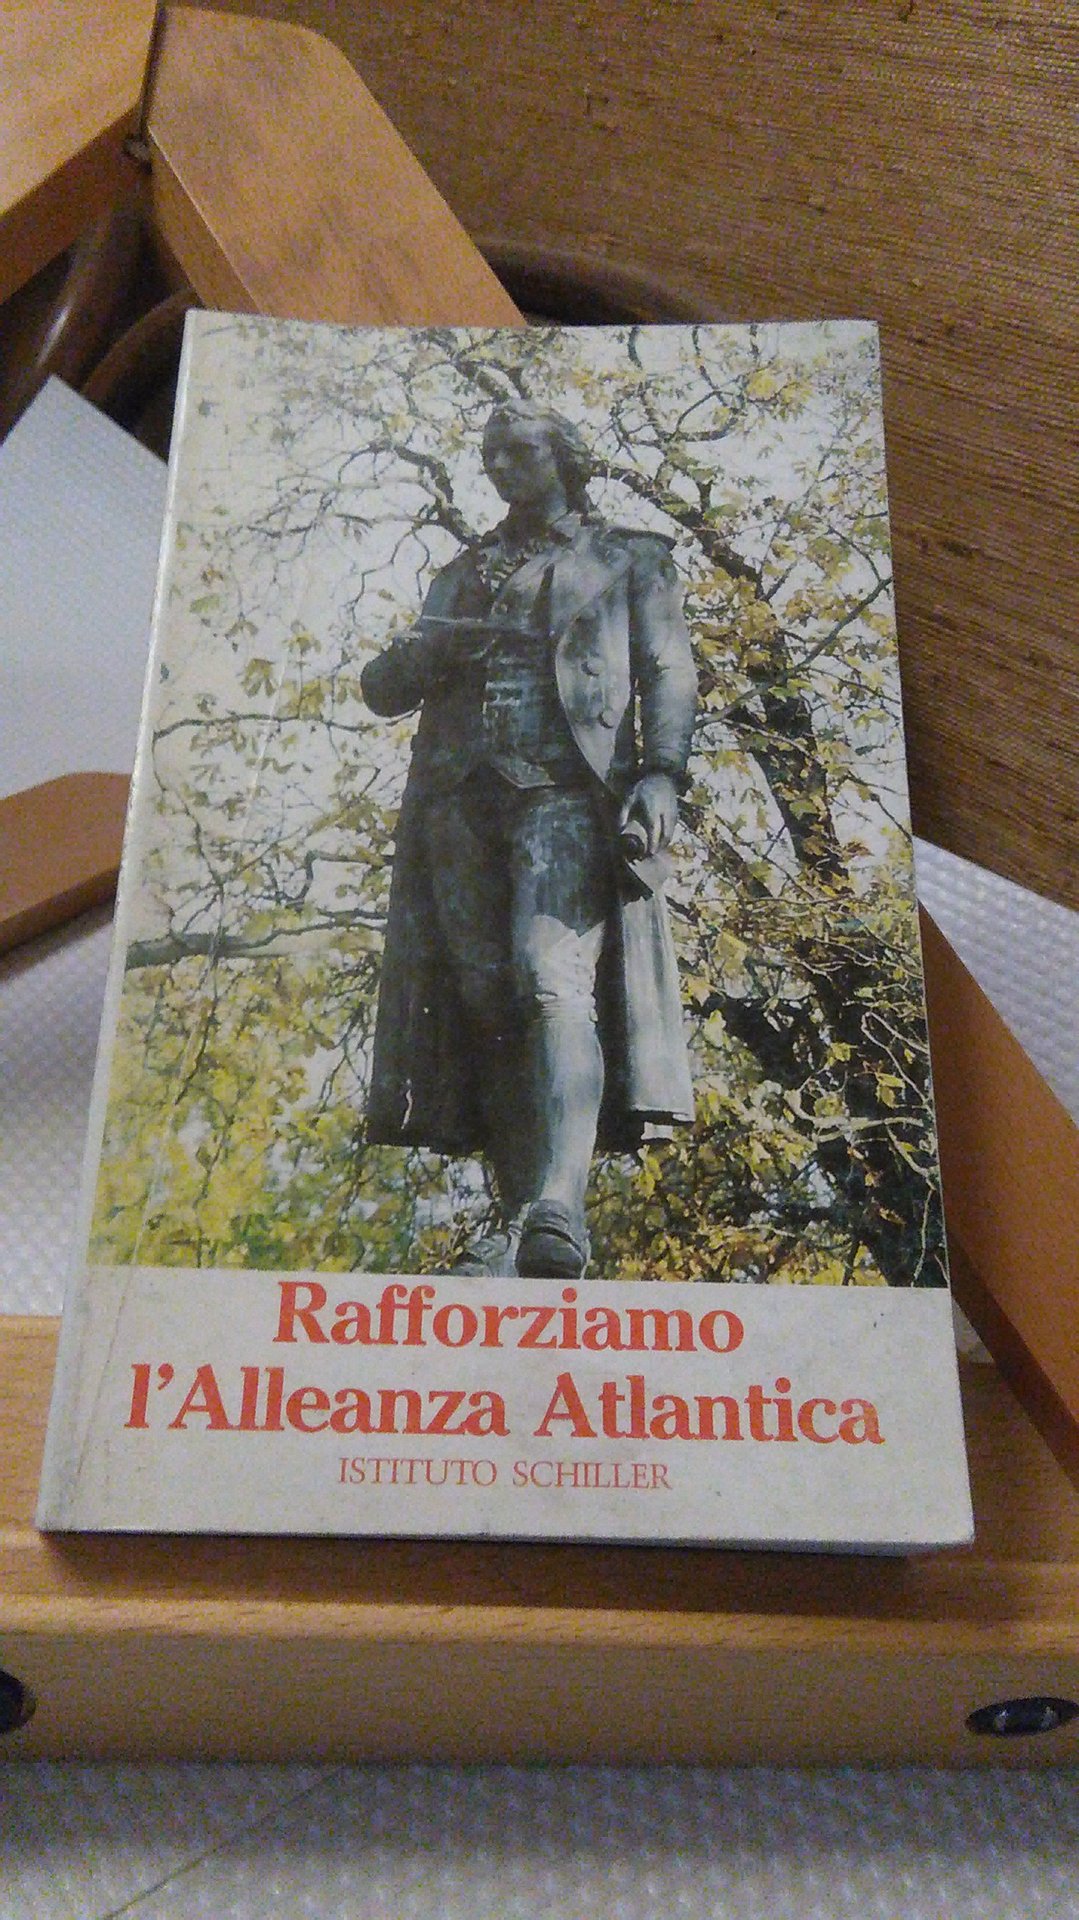 Rafforziamo
l'Alleanza Atlantica
ISTITUTO SCHILLER